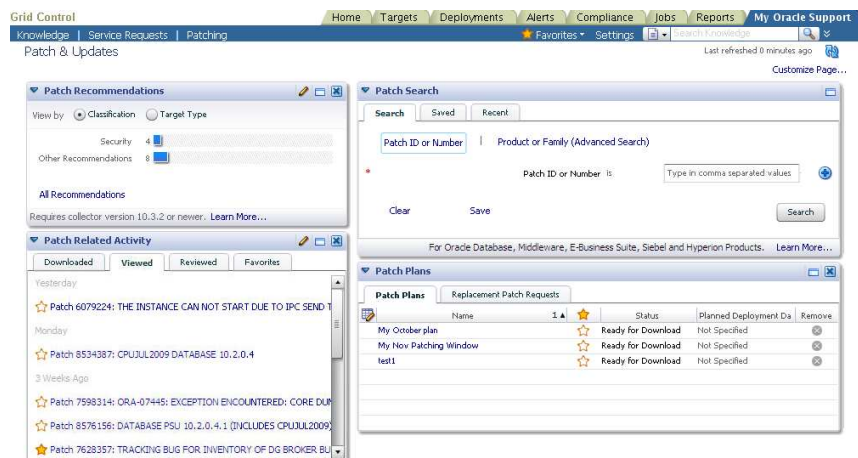 Grid Control
Home Targets Deployments Alerts Compliance Jobs Reports My Oracle Support
Knowledge | Service Requests | Patching
Favorites Settings Search Knowledge
Patch & Updates
Last refreshed 0 minutes ago
Customize Page...
Patch Recommendations
View by Classification Target Type
Security 4
Other Recommendations 8
All Recommendations
Requires collector version 10.3.2 or newer. Learn More...
Patch Related Activity
Downloaded Viewed Reviewed Favorites
Yesterday
Patch 6079224: THE INSTANCE CAN NOT START DUE TO IPC SEND T
Monday
Patch 8534387: CPUJUL2009 DATABASE 10.2.0.4
3 Weeks Ago
Patch 7598314: ORA-07445: EXCEPTION ENCOUNTERED: CORE DUM
Patch 8576156: DATABASE PSU 10.2.0.4.1 (INCLUDES CPUJUL2009)
Patch 7628357: TRACKING BUG FOR INVENTORY OF DG BROKER BU
Patch Search
Search Saved Recent
Patch ID or Number | Product or Family (Advanced Search)
* Patch ID or Number is Type in comma separated values
Clear Save Search
For Oracle Database, Middleware, E-Business Suite, Siebel and Hyperion Products. Learn More...
Patch Plans
Patch Plans Replacement Patch Requests
Name 1 Status Planned Deployment Da Remove
My October plan Ready for Download Not Specified
My Nov Patching Window Ready for Download Not Specified
test1 Ready for Download Not Specified